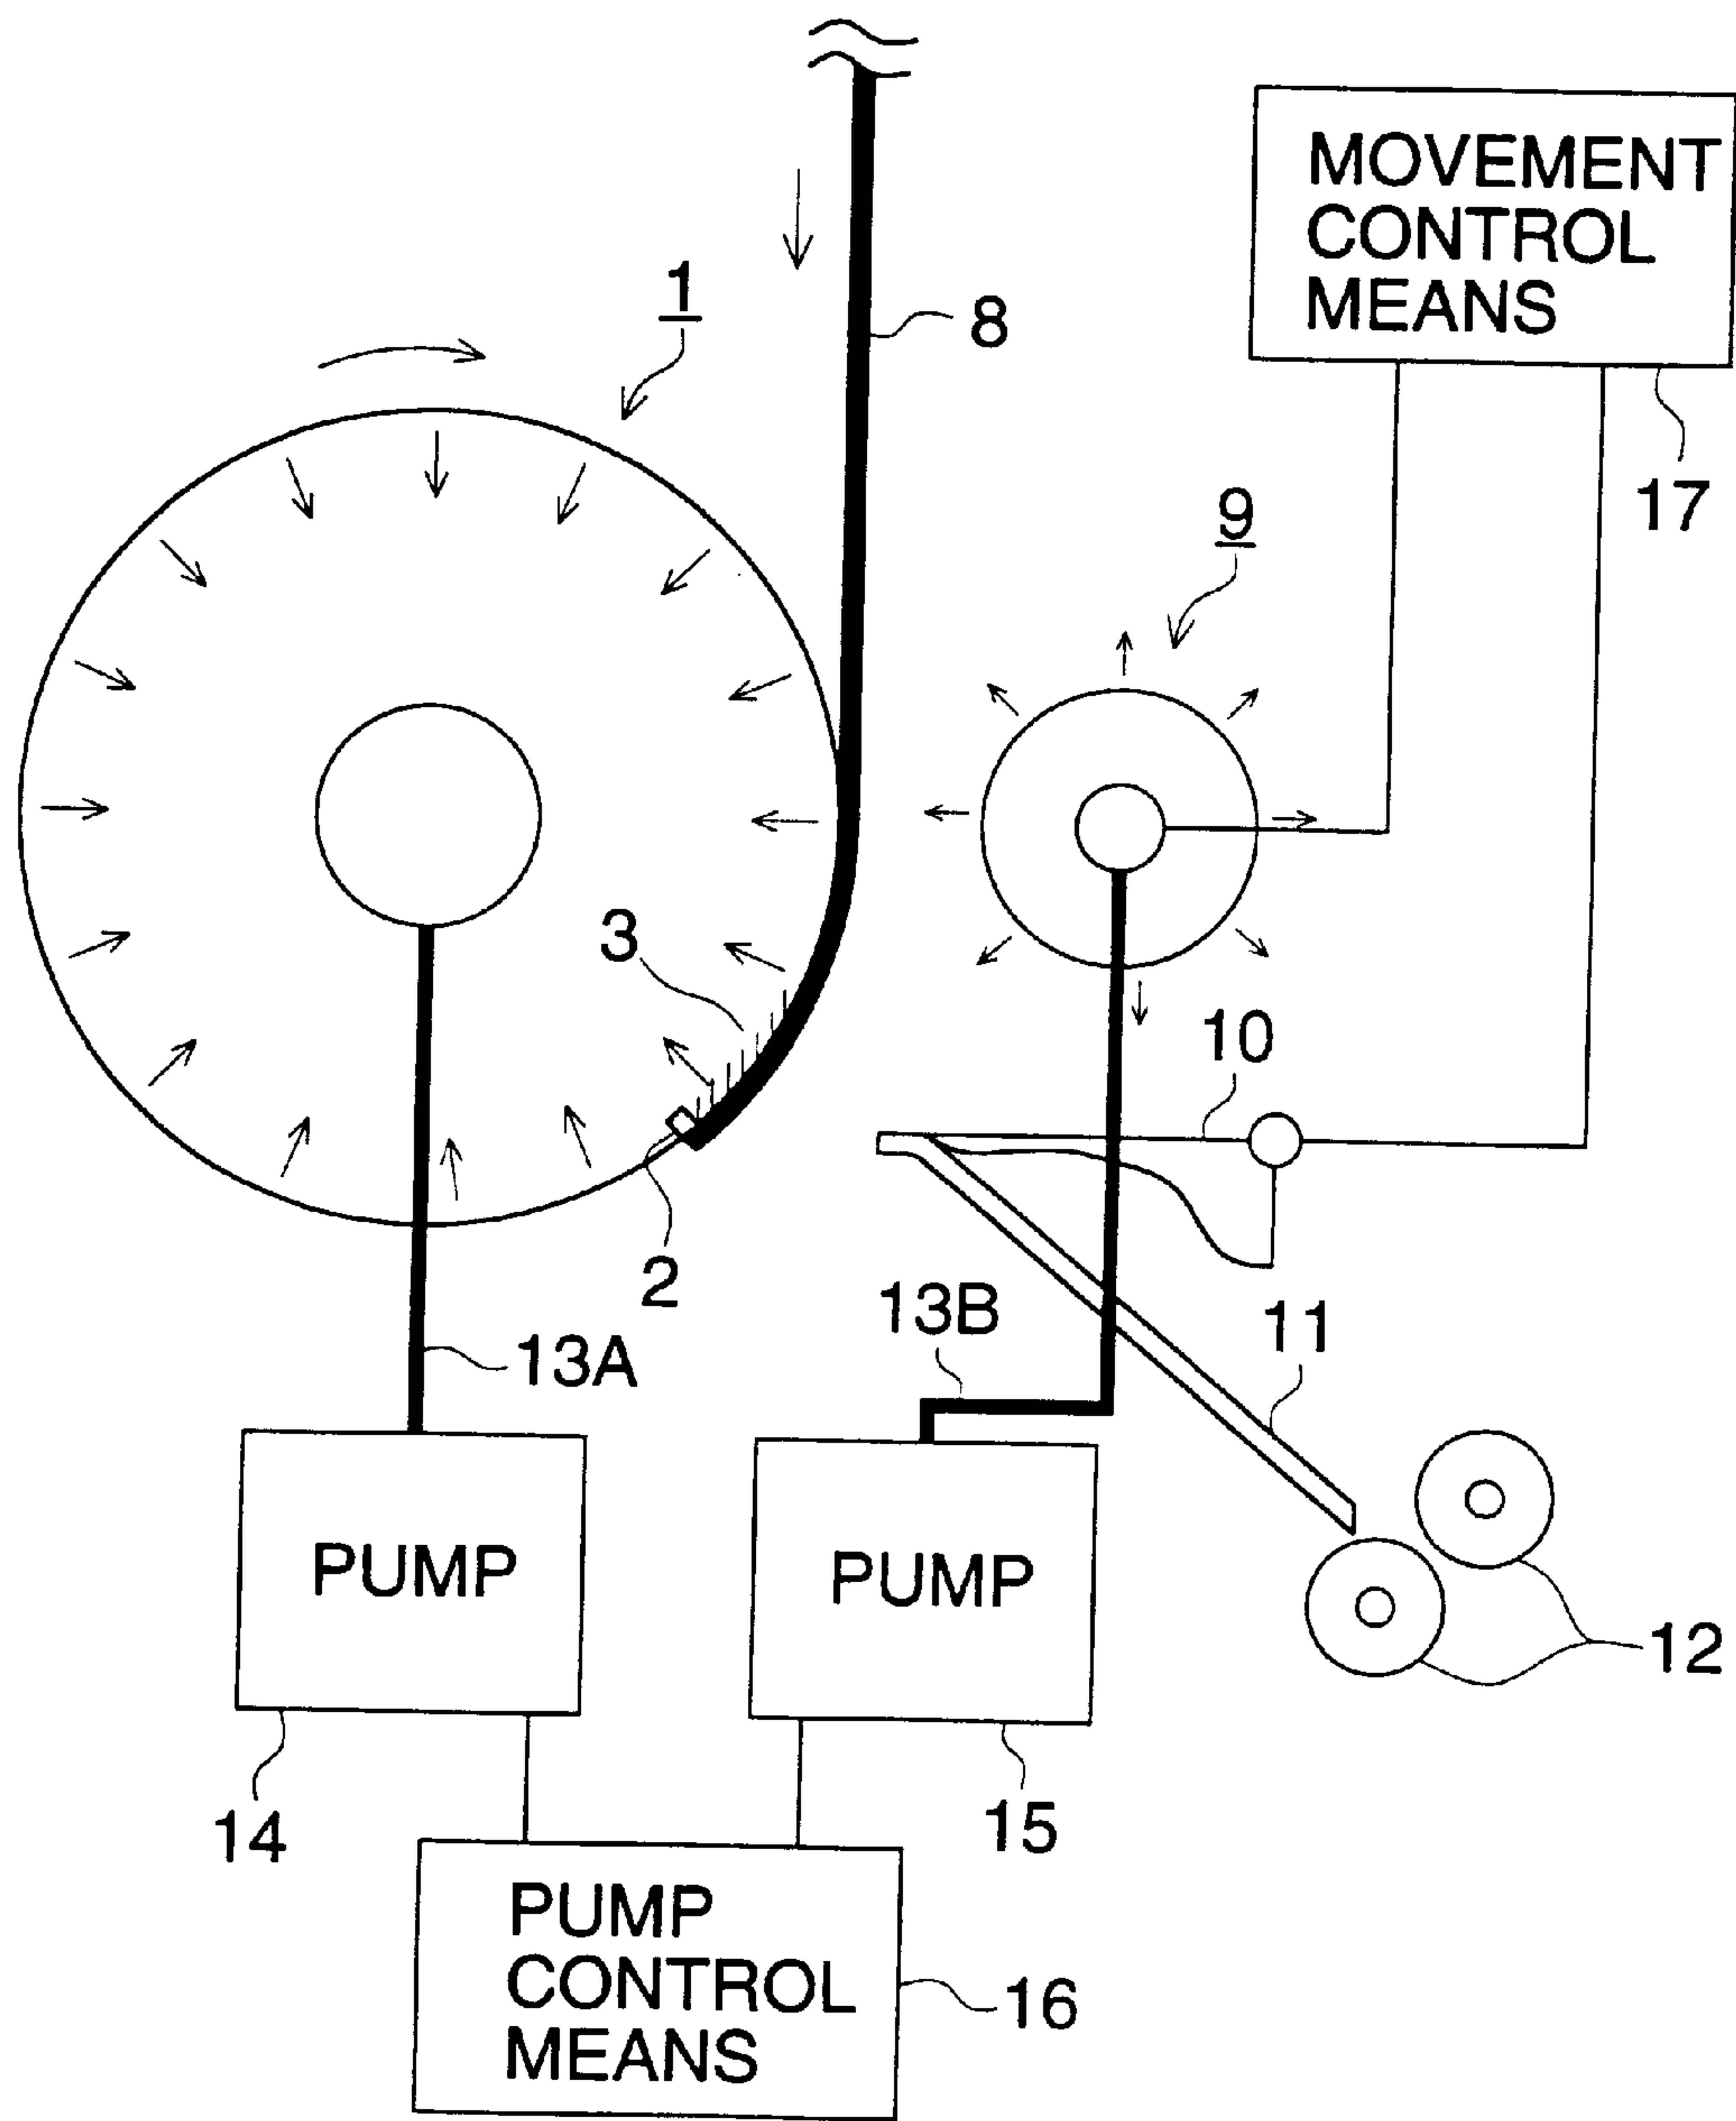 MOVEMENT
CONTROL
MEANS
1
8
17
9
3
10
2
13B
11
13A
PUMP
PUMP
12
14
15
PUMP
CONTROL
MEANS
16